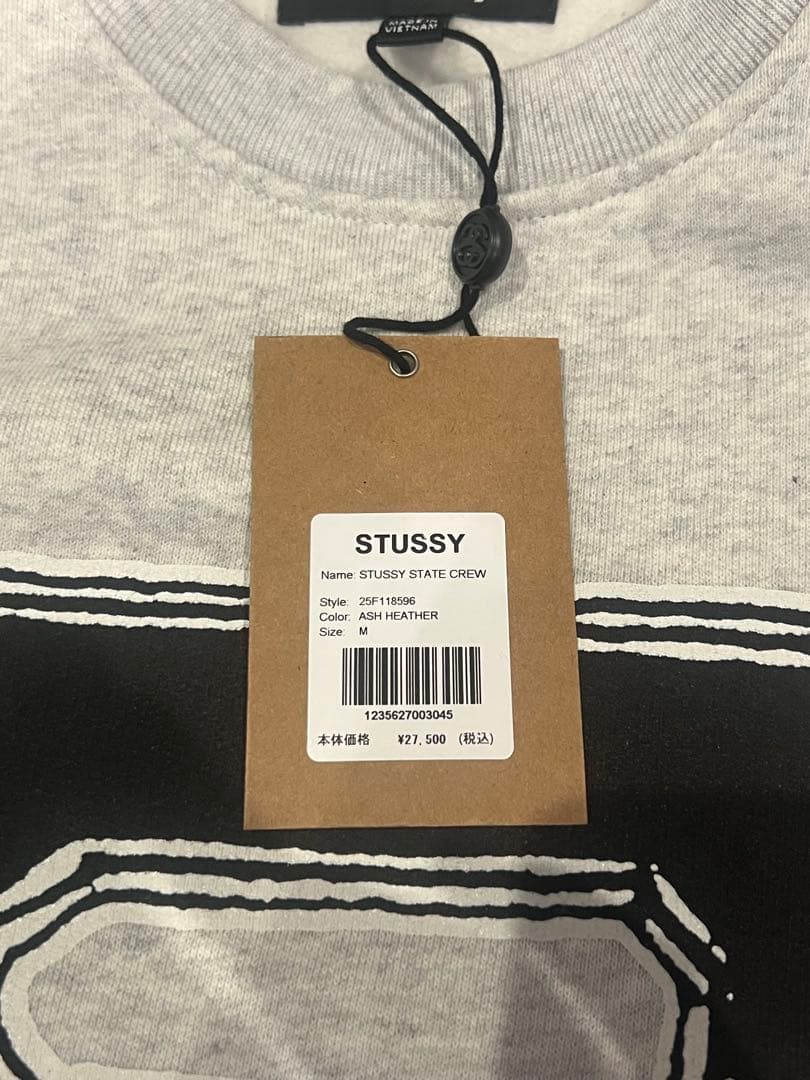 MADE IN
VIETNAM
STUSSY
Name: STUSSY STATE CREW
Style: 25F118596
Color: ASH HEATHER
Size: M
1235627003045
本体価格 ¥27,500 (税込)